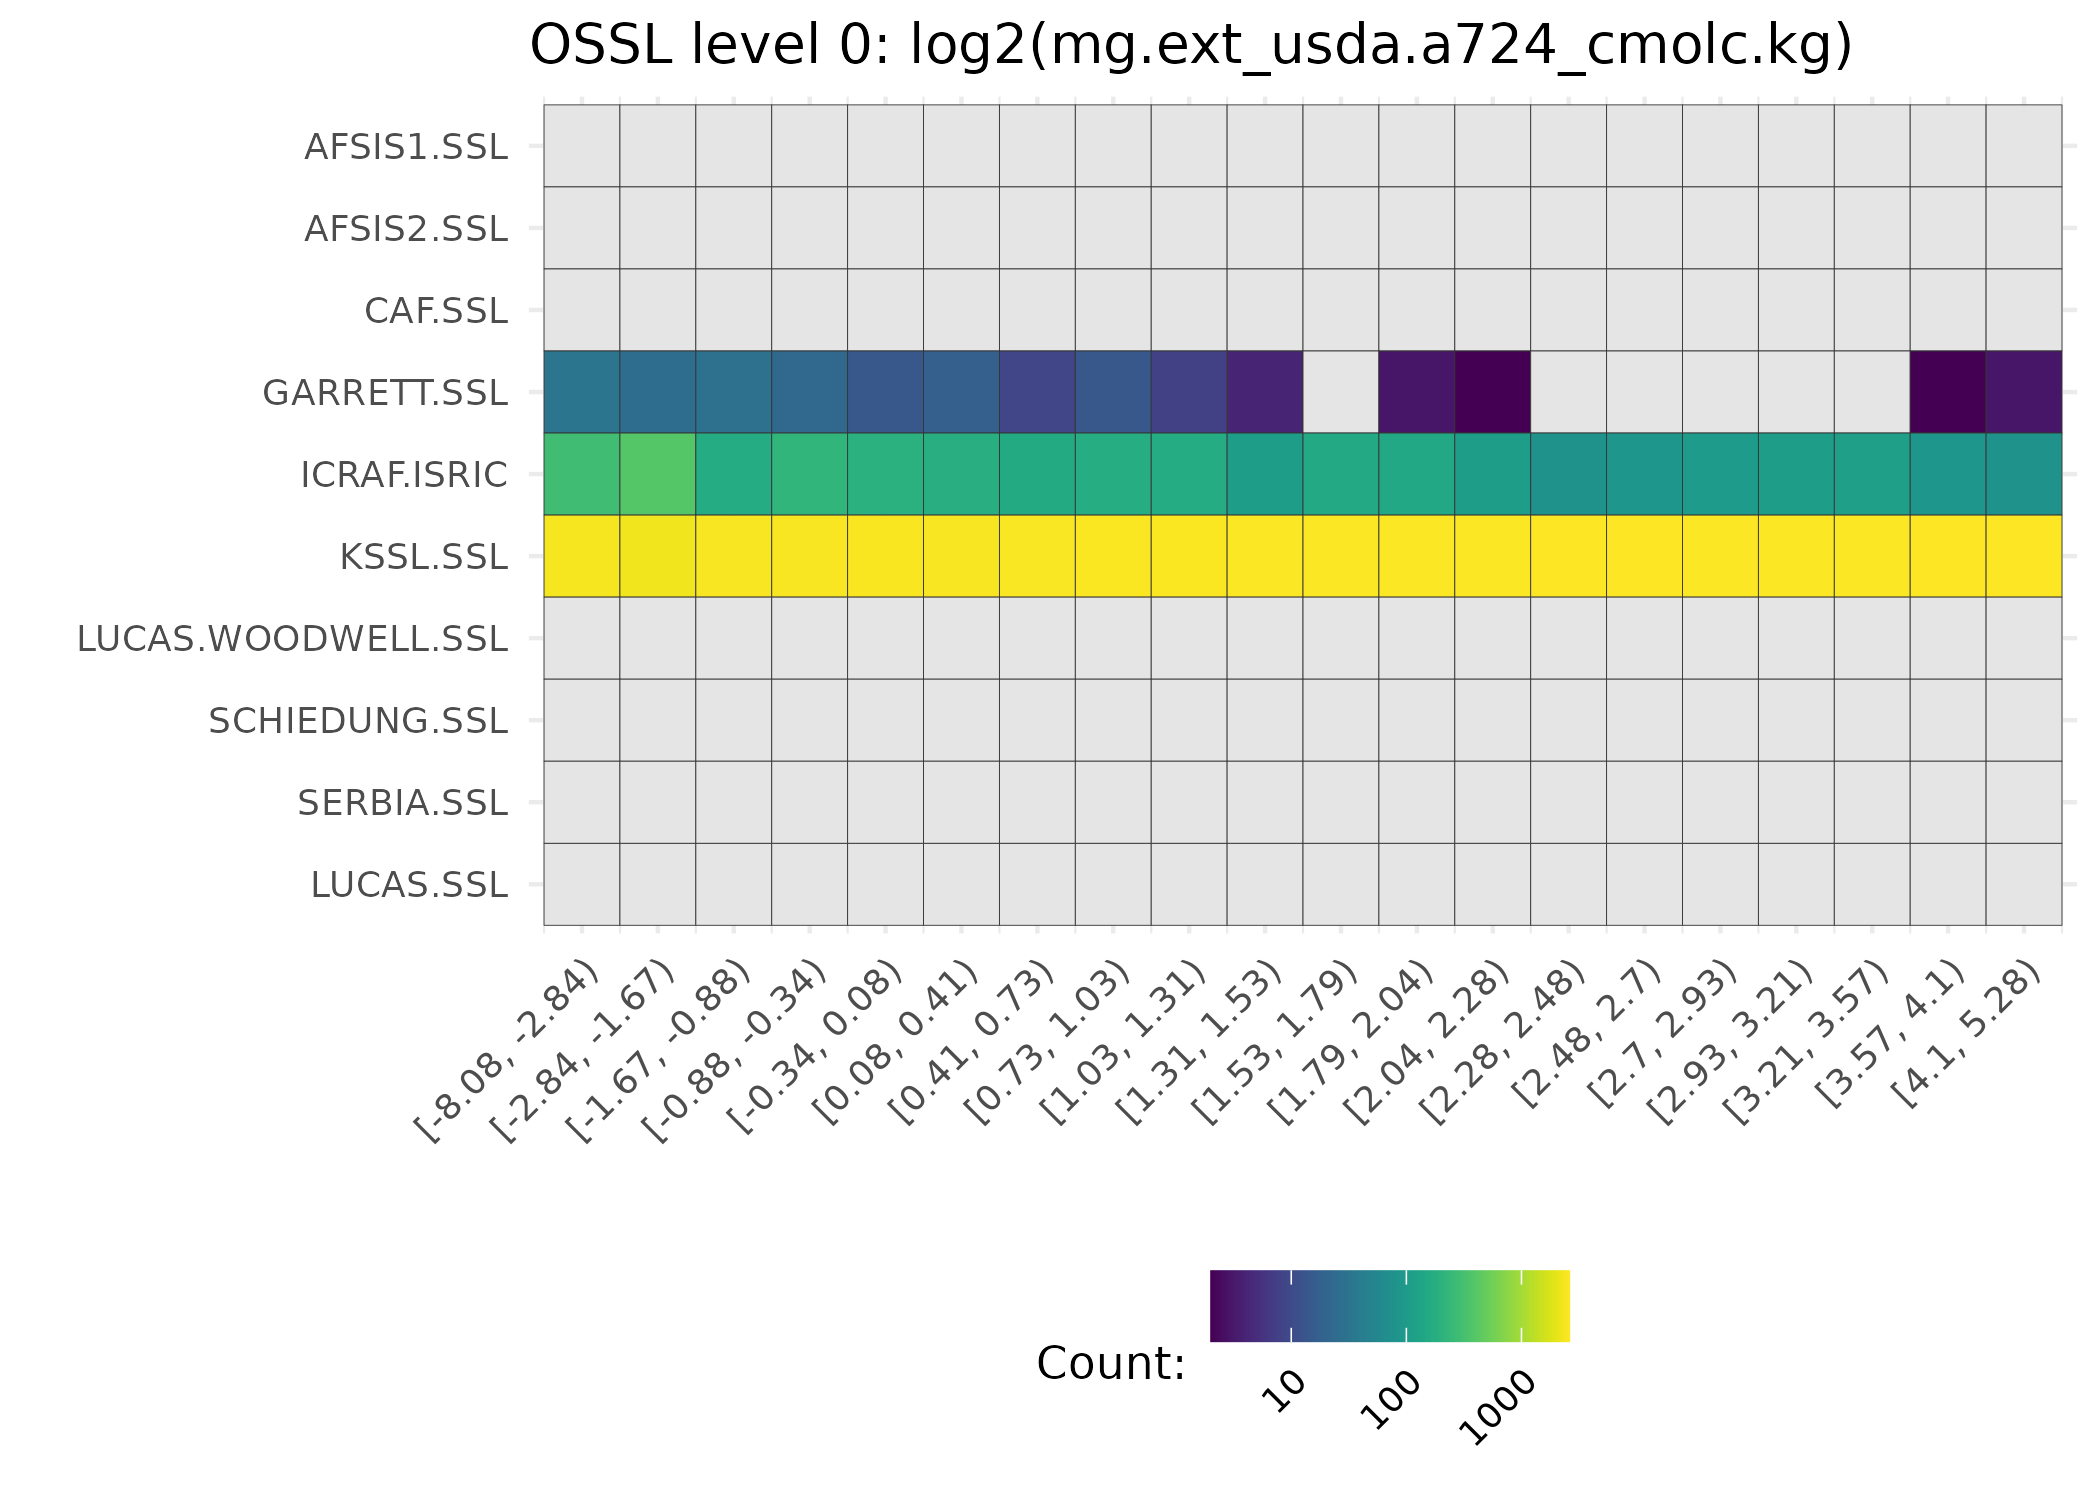 OSSL level 0: log2(mg.ext_usda.a724_cmolc.kg)
AFSIS1.SSL
AFSIS2.SSL
CAF.SSL
GARRETT.SSL
ICRAF.ISRIC
KSSL.SSL
LUCAS.WOODWELL.SSL
SCHIEDUNG.SSL
SERBIA.SSL
LUCAS.SSL
[-8.08, -2.84)
[-2.84, -1.67)
[-1.67, -0.88)
[-0.88, -0.34)
[-0.34, 0.08)
[0.08, 0.41)
[0.41, 0.73)
[0.73, 1.03)
[1.03, 1.31)
[1.31, 1.53)
[1.53, 1.79)
[1.79, 2.04)
[2.04, 2.28)
[2.28, 2.48)
[2.48, 2.7)
[2.7, 2.93)
[2.93, 3.21)
[3.21, 3.57)
[3.57, 4.1)
[4.1, 5.28)
Count:
10
100
1000